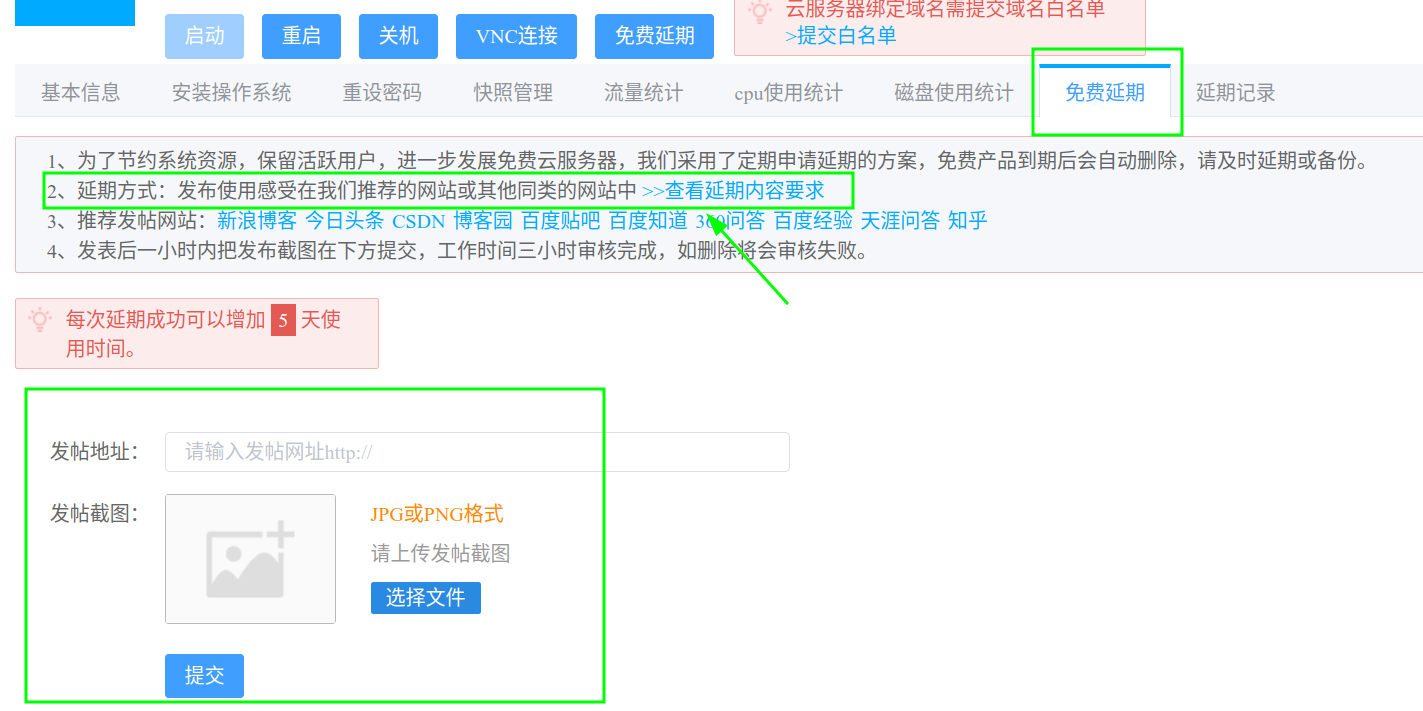 云服务器绑定域名需提交域名白名单
>提交白名单
启动 重启 关机 VNC连接 免费延期
基本信息 安装操作系统 重设密码 快照管理 流量统计 cpu使用统计 磁盘使用统计 免费延期 延期记录
1、为了节约系统资源，保留活跃用户，进一步发展免费云服务器，我们采用了定期申请延期的方案，免费产品到期后会自动删除，请及时延期或备份。
2、延期方式：发布使用感受在我们推荐的网站或其他同类的网站中 >>查看延期内容要求
3、推荐发帖网站：新浪博客 今日头条 CSDN 博客园 百度贴吧 百度知道 360问答 百度经验 天涯问答 知乎
4、发表后一小时内把发布截图在下方提交，工作时间三小时审核完成，如删除将会审核失败。
每次延期成功可以增加 5 天使
用时间。
发帖地址： 请输入发帖网址http://
发帖截图： JPG或PNG格式
请上传发帖截图
选择文件
提交